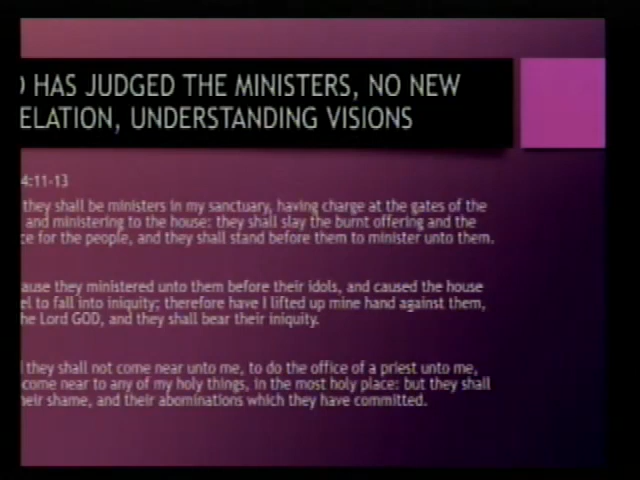 HAS JUDGED THE MINISTERS, NO NEW
ELATION, UNDERSTANDING VISIONS
4:11-13
they shall be ministers in my sanctuary, having charge at the gates of the
and ministering to the house: they shall slay the burnt offering and the
ce for the people, and they shall stand before them to minister unto them.
ause they ministered unto them before their idols, and caused the house
el to fall into iniquity; therefore have I lifted up mine hand against them,
he Lord GOD, and they shall bear their iniquity.
they shall not come near unto me, to do the office of a priest unto me,
come near to any of my holy things, in the most holy place: but they shall
eir shame, and their abominations which they have committed.